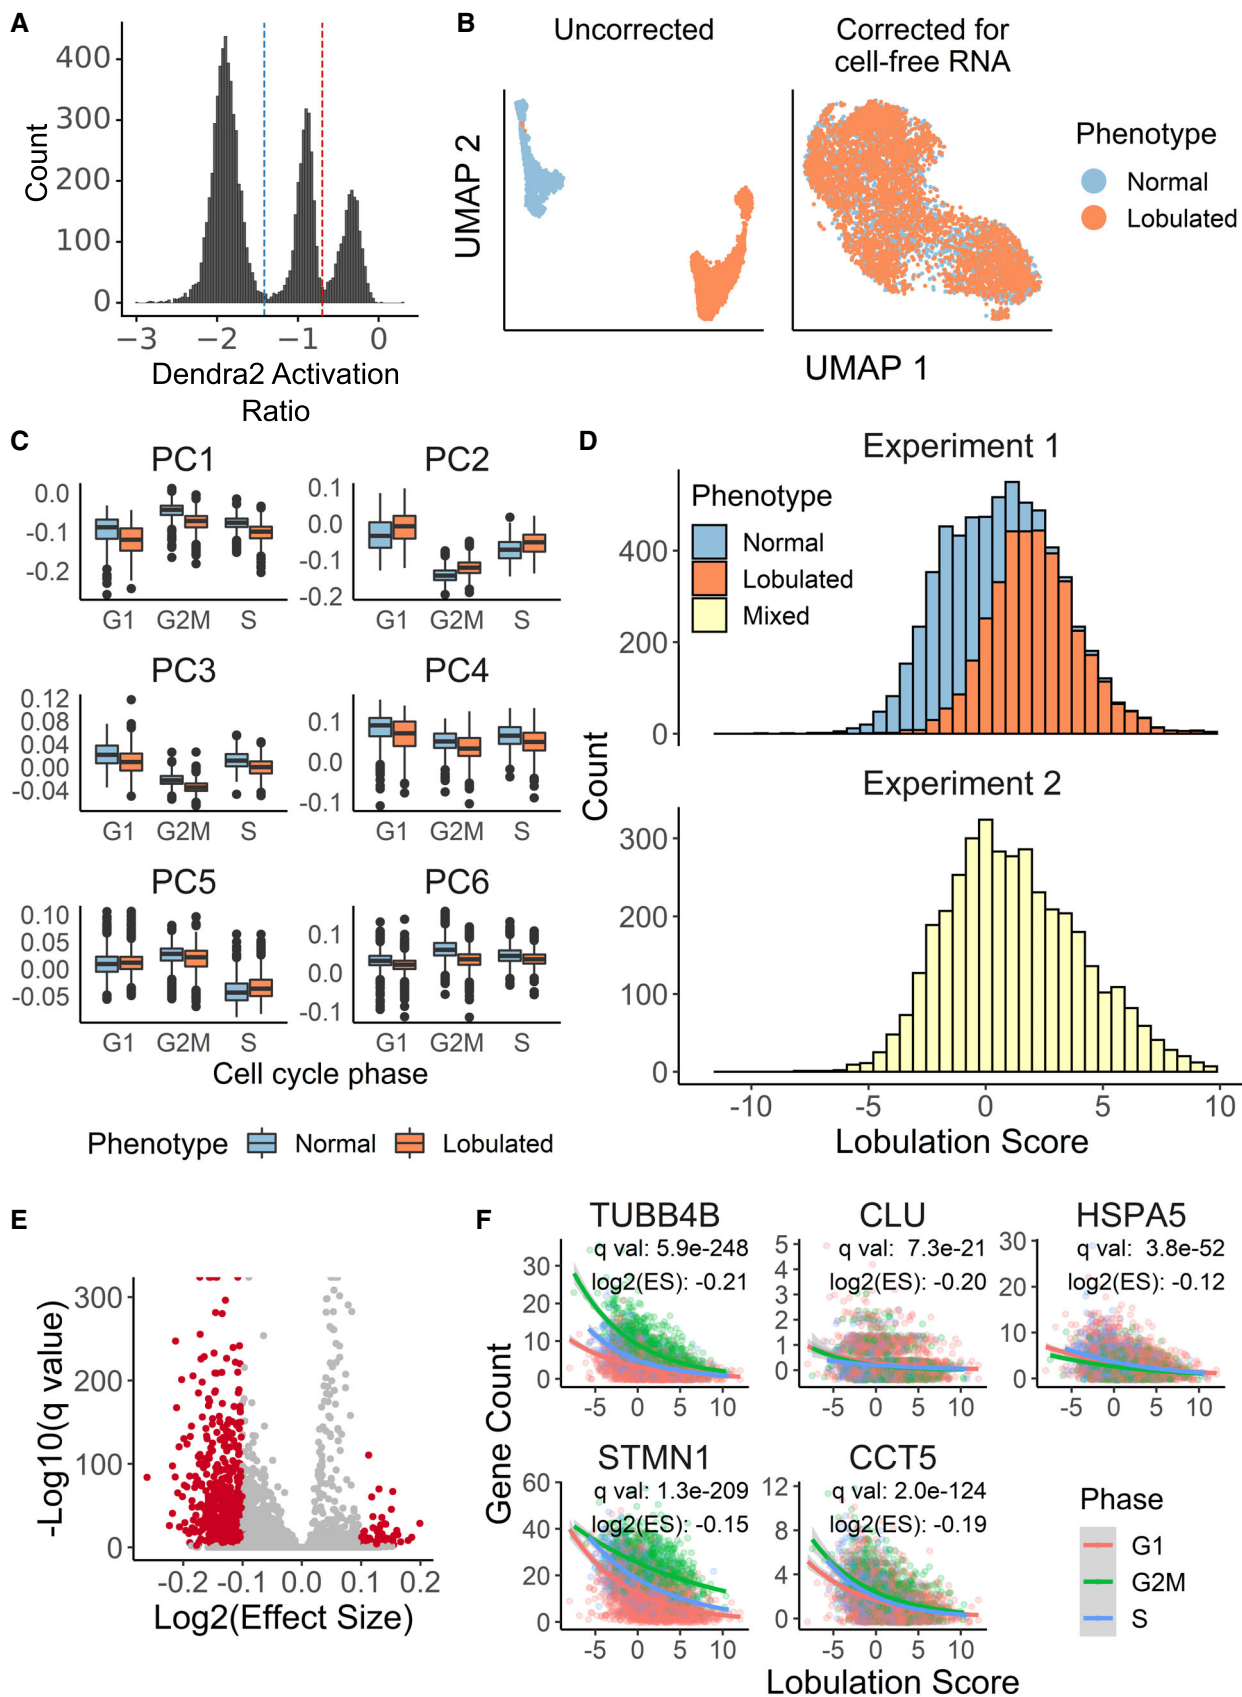 A
Count
400
300
200
100
0
−3
−2
−1
0
Dendra2 Activation
Ratio
B
Uncorrected
Corrected for
cell-free RNA
UMAP 2
UMAP 1
Phenotype
Normal
Lobulated
C
PC1
0.0
-0.1
-0.2
G1 G2M S
PC2
0.1
0.0
-0.1
-0.2
G1 G2M S
PC3
0.12
0.08
0.04
0.00
-0.04
G1 G2M S
PC4
0.1
0.0
-0.1
G1 G2M S
PC5
0.10
0.05
0.00
-0.05
G1 G2M S
PC6
0.1
0.0
-0.1
G1 G2M S
Cell cycle phase
Phenotype Normal Lobulated
D
Experiment 1
Phenotype
Normal
Lobulated
Mixed
400
200
0
Count
Experiment 2
300
200
100
0
-10 -5 0 5 10
Lobulation Score
E
-Log10(q value)
300
200
100
0
-0.2 -0.1 0.0 0.1 0.2
Log2(Effect Size)
F
Gene Count
TUBB4B
q val: 5.9e-248
log2(ES): -0.21
30
20
10
0
-5 0 5 10
CLU
q val: 7.3e-21
log2(ES): -0.20
5
4
3
2
1
0
-5 0 5 10
HSPA5
q val: 3.8e-52
log2(ES): -0.12
30
20
10
0
-5 0 5 10
STMN1
q val: 1.3e-209
log2(ES): -0.15
60
40
20
0
-5 0 5 10
CCT5
q val: 2.0e-124
log2(ES): -0.19
12
8
4
0
-5 0 5 10
Lobulation Score
Phase
G1
G2M
S